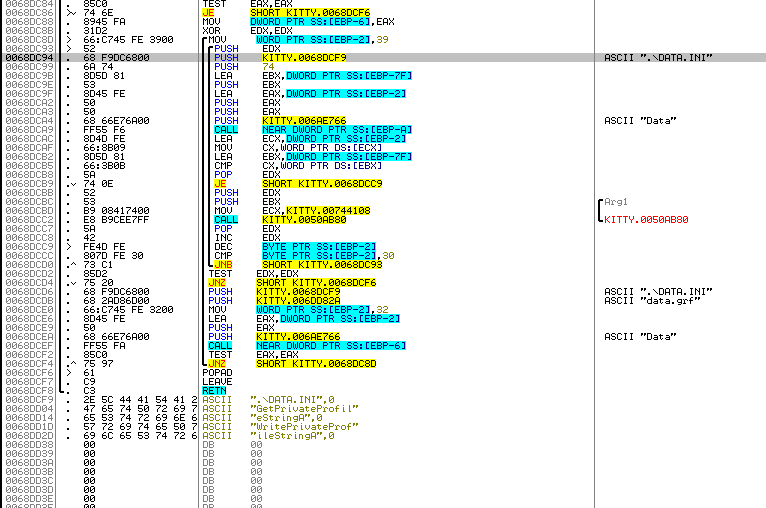 0068DC84 . 85C0 TEST EAX,EAX
0068DC86 .v 74 6E JE SHORT KITTY.0068DCF6
0068DC88 . 8945 FA MOV DWORD PTR SS:[EBP-6],EAX
0068DC8B . 31D2 XOR EDX,EDX
0068DC8D > 66:C745 FE 3900 MOV WORD PTR SS:[EBP-2],39
0068DC93 > 52 PUSH EDX
0068DC94 . 68 F9DC6800 PUSH KITTY.0068DCF9 ASCII ".\DATA.INI"
0068DC99 . 6A 74 PUSH 74
0068DC9B . 8D5D 81 LEA EBX,DWORD PTR SS:[EBP-7F]
0068DC9E . 53 PUSH EBX
0068DC9F . 8D45 FE LEA EAX,DWORD PTR SS:[EBP-2]
0068DCA2 . 50 PUSH EAX
0068DCA3 . 50 PUSH EAX
0068DCA4 . 68 66E76A00 PUSH KITTY.006AE766 ASCII "Data"
0068DCA9 . FF55 F6 CALL NEAR DWORD PTR SS:[EBP-A]
0068DCAC . 8D4D FE LEA ECX,DWORD PTR SS:[EBP-2]
0068DCAF . 66:8B09 MOV CX,WORD PTR DS:[ECX]
0068DCB2 . 8D5D 81 LEA EBX,DWORD PTR SS:[EBP-7F]
0068DCB5 . 66:3B0B CMP CX,WORD PTR DS:[EBX]
0068DCB8 . 5A POP EDX
0068DCB9 .v 74 0E JE SHORT KITTY.0068DCC9
0068DCBB . 52 PUSH EDX
0068DCBC . 53 PUSH EBX Arg1
0068DCBD . B9 08417400 MOV ECX,KITTY.00744108
0068DCC2 . E8 B9CEE7FF CALL KITTY.0050AB80 KITTY.0050AB80
0068DCC7 . 5A POP EDX
0068DCC8 . 42 INC EDX
0068DCC9 > FE4D FE DEC BYTE PTR SS:[EBP-2]
0068DCCC . 807D FE 30 CMP BYTE PTR SS:[EBP-2],30
0068DCD0 .^ 73 C1 JNB SHORT KITTY.0068DC93
0068DCD2 . 85D2 TEST EDX,EDX
0068DCD4 .v 75 20 JNZ SHORT KITTY.0068DCF6
0068DCD6 . 68 F9DC6800 PUSH KITTY.0068DCF9 ASCII ".\DATA.INI"
0068DCDB . 68 2AD86D00 PUSH KITTY.006DD82A ASCII "data.grf"
0068DCE0 . 66:C745 FE 3200 MOV WORD PTR SS:[EBP-2],32
0068DCE6 . 8D45 FE LEA EAX,DWORD PTR SS:[EBP-2]
0068DCE9 . 50 PUSH EAX
0068DCEA . 68 66E76A00 PUSH KITTY.006AE766 ASCII "Data"
0068DCEF . FF55 FA CALL NEAR DWORD PTR SS:[EBP-6]
0068DCF2 . 85C0 TEST EAX,EAX
0068DCF4 .^ 75 97 JNZ SHORT KITTY.0068DC8D
0068DCF6 > 61 POPAD
0068DCF7 . C9 LEAVE
0068DCF8 . C3 RETN
0068DCF9 . 2E 5C 44 41 54 41 2 ASCII ".\DATA.INI",0
0068DD04 . 47 65 74 50 72 69 7 ASCII "GetPrivateProfil"
0068DD14 . 65 53 74 72 69 6E 6 ASCII "eStringA",0
0068DD1D . 57 72 69 74 65 50 7 ASCII "WritePrivateProf"
0068DD2D . 69 6C 65 53 74 72 6 ASCII "ileStringA",0
0068DD38 00 DB 00
0068DD39 00 DB 00
0068DD3A 00 DB 00
0068DD3B 00 DB 00
0068DD3C 00 DB 00
0068DD3D 00 DB 00
0068DD3E 00 DB 00